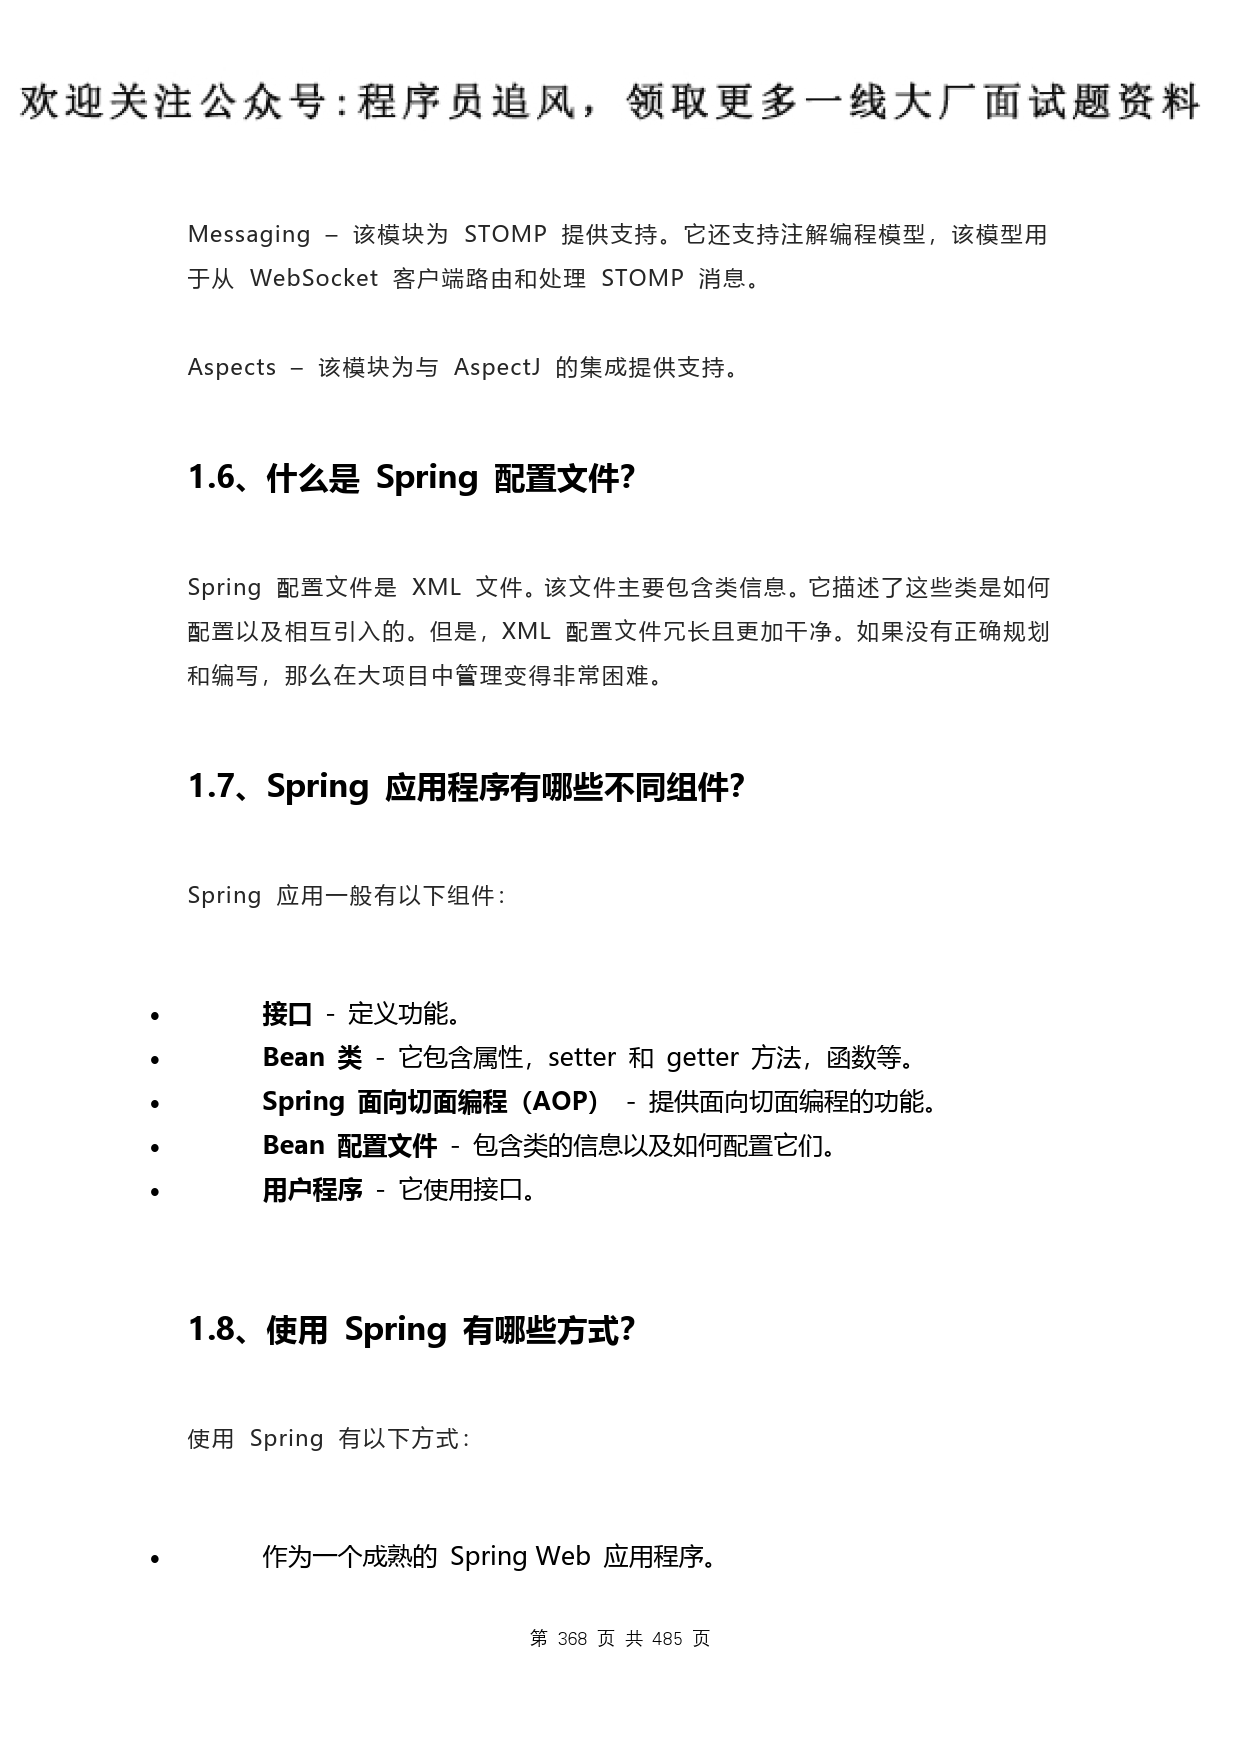 欢迎关注公众号:程序员追风，领取更多一线大厂面试题资料
Messaging – 该模块为 STOMP 提供支持。它还支持注解编程模型，该模型用
于从 WebSocket 客户端路由和处理 STOMP 消息。
Aspects – 该模块为与 AspectJ 的集成提供支持。
1.6、什么是 Spring 配置文件？
Spring 配置文件是 XML 文件。该文件主要包含类信息。它描述了这些类是如何
配置以及相互引入的。但是，XML 配置文件冗长且更加干净。如果没有正确规划
和编写，那么在大项目中管理变得非常困难。
1.7、Spring 应用程序有哪些不同组件？
Spring 应用一般有以下组件：
• 接口 - 定义功能。
• Bean 类 - 它包含属性，setter 和 getter 方法，函数等。
• Spring 面向切面编程（AOP） - 提供面向切面编程的功能。
• Bean 配置文件 - 包含类的信息以及如何配置它们。
• 用户程序 - 它使用接口。
1.8、使用 Spring 有哪些方式？
使用 Spring 有以下方式：
• 作为一个成熟的 Spring Web 应用程序。
第 368 页 共 485 页